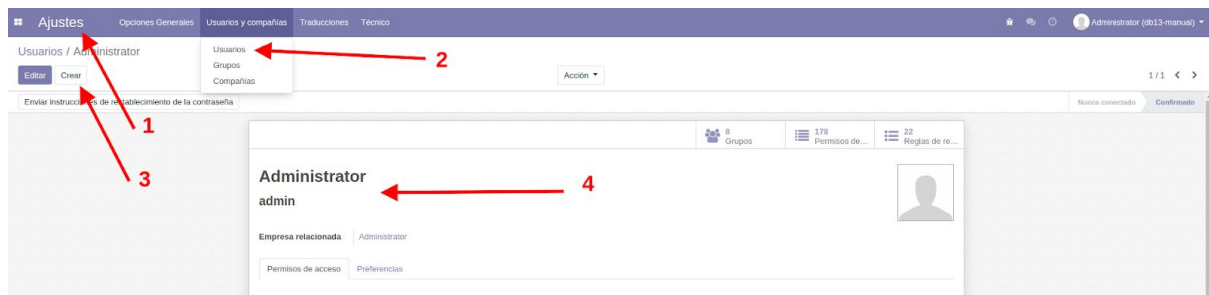 Ajustes Opciones Generales Usuarios y compañías Traducciones Técnico Administrator (db13-manual)
Usuarios / Administrator
Usuarios
Grupos
Compañías
2
Editar Crear Acción 1 / 1
Enviar instrucciones de restablecimiento de la contraseña Nunca conectado Confirmado
1
8 Grupos
178 Permisos de...
22 Reglas de re...
3
Administrator
4
admin
Empresa relacionada Administrator
Permisos de acceso Preferencias